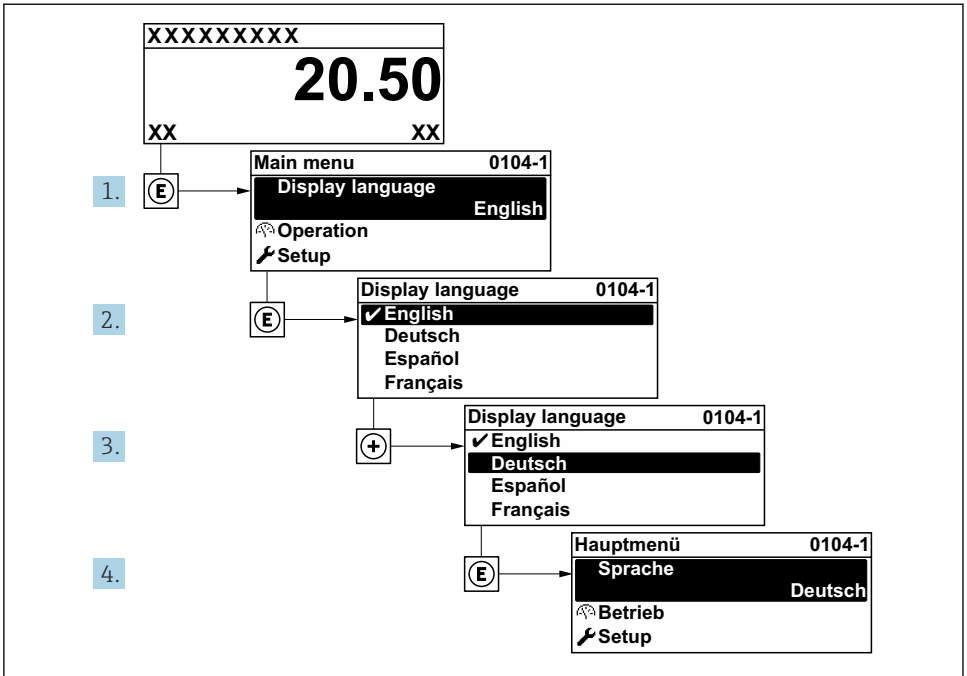 XXXXXXXXX
20.50
XX XX
1. E
Main menu 0104-1
Display language
English
Operation
Setup
2. E
Display language 0104-1
✔English
Deutsch
Español
Français
3. +
Display language 0104-1
✔English
Deutsch
Español
Français
4. E
Hauptmenü 0104-1
Sprache
Deutsch
Betrieb
Setup